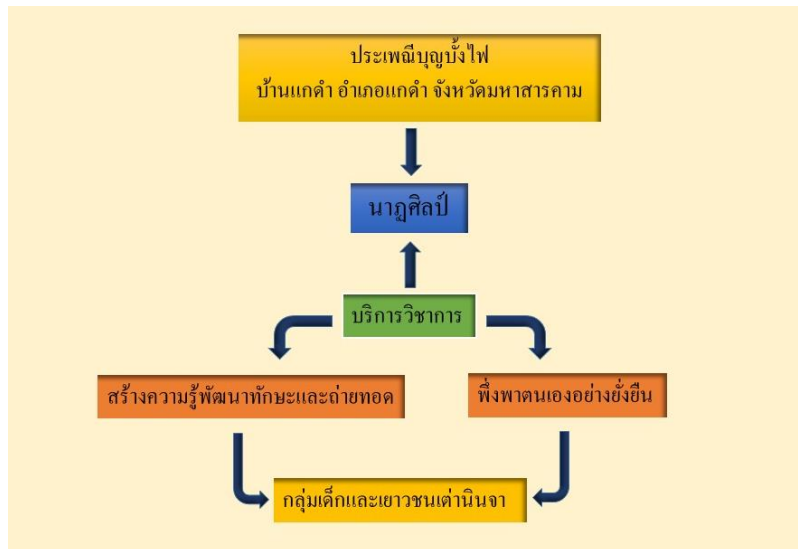 ประเพณีบุญบั้งไฟ
บ้านแกดำ อำเภอแกดำ จังหวัดมหาสารคาม
นาฏศิลป์
บริการวิชาการ
สร้างความรู้พัฒนาทักษะและถ่ายทอด
พึ่งพาตนเองอย่างยั่งยืน
กลุ่มเด็กและเยาวชนเต่านินจา